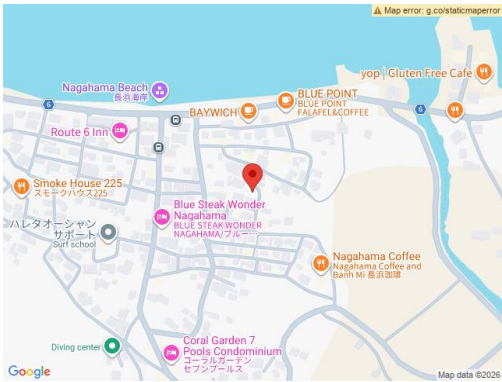 Map error: g.co/staticmaperror
yop | Gluten Free Cafe
Nagahama Beach
長浜海岸
BLUE POINT
BLUE POINT
FALAFEL&COFFEE
BAYWICH
6
6
Route 6 Inn
Smoke House 225
スモークハウス225
Blue Steak Wonder
Nagahama
BLUE STEAK WONDER
NAGAHAMA/ブルー…
ハレタオーシャン
サポート
Surf school
Nagahama Coffee
Nagahama Coffee and
Banh Mi 長浜珈琲
Coral Garden 7
Pools Condominium
コーラルガーデン
セブンプールス
Diving center
Google
Map data ©2026